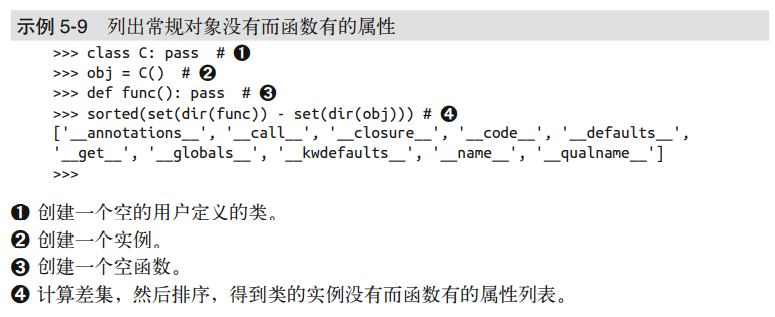 示例 5-9 列出常规对象没有而函数有的属性
>>> class C: pass # ❶
>>> obj = C() # ❷
>>> def func(): pass # ❸
>>> sorted(set(dir(func)) - set(dir(obj))) # ❹
['__annotations__', '__call__', '__closure__', '__code__', '__defaults__',
'__get__', '__globals__', '__kwdefaults__', '__name__', '__qualname__']
>>>
❶ 创建一个空的用户定义的类。
❷ 创建一个实例。
❸ 创建一个空函数。
❹ 计算差集，然后排序，得到类的实例没有而函数有的属性列表。